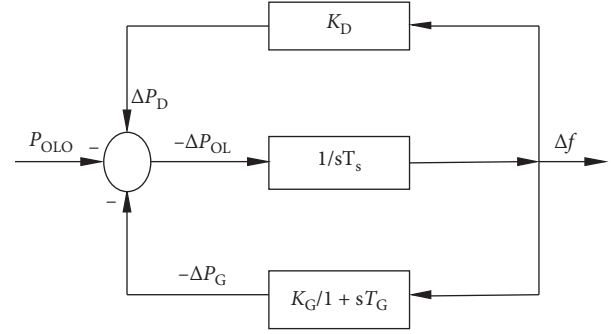 K_D
ΔP_D
P_OLO
–
–ΔP_OL
1/sT_s
Δf
–
–ΔP_G
K_G/1 + sT_G